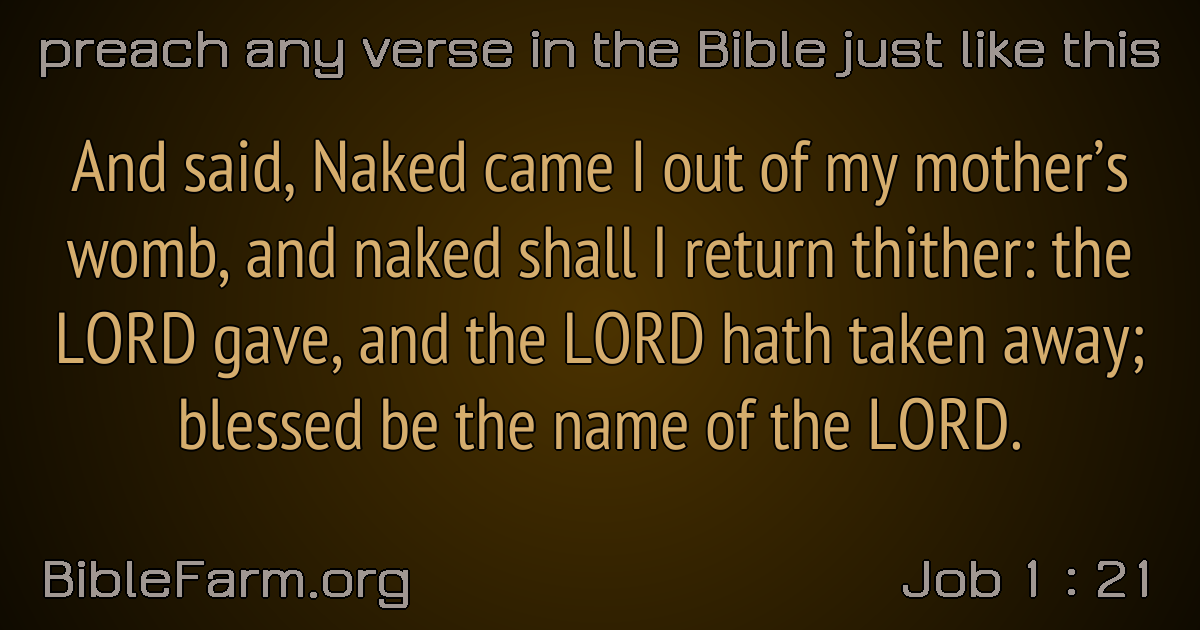 preach any verse in the Bible just like this
And said, Naked came I out of my mother’s
womb, and naked shall I return thither: the
LORD gave, and the LORD hath taken away;
blessed be the name of the LORD.
BibleFarm.org
Job 1 : 21